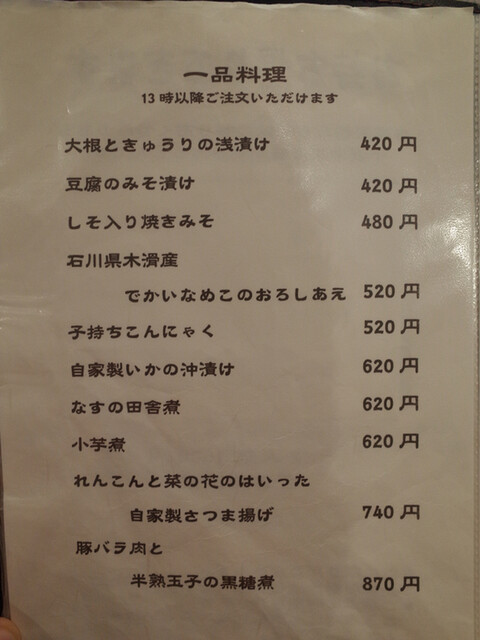 一品料理
13時以降ご注文いただけます
大根ときゅうりの浅漬け 420円
豆腐のみそ漬け 420円
しそ入り焼きみそ 480円
石川県木滑産
でかいなめこのおろしあえ 520円
子持ちこんにゃく 520円
自家製いかの沖漬け 620円
なすの田舎煮 620円
小芋煮 620円
れんこんと菜の花のはいった
自家製さつま揚げ 740円
豚バラ肉と
半熟玉子の黒糖煮 870円